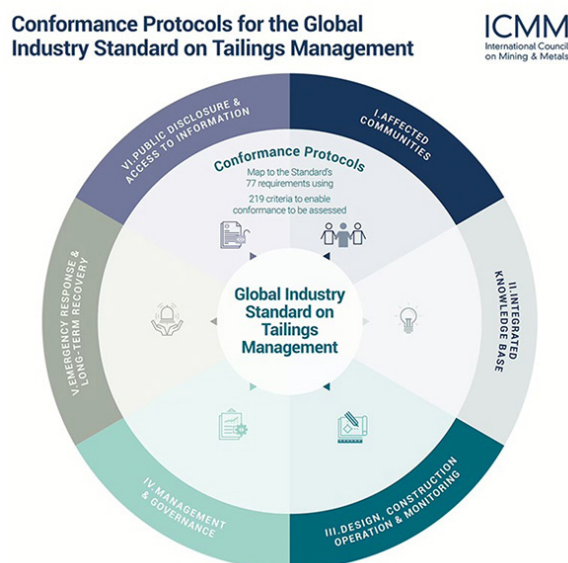 Conformance Protocols for the Global
Industry Standard on Tailings Management
ICMM
International Council
on Mining & Metals
VI.PUBLIC DISCLOSURE &
ACCESS TO INFORMATION
I.AFFECTED
COMMUNITIES
Conformance Protocols
Map to the Standard's
77 requirements using
219 criteria to enable
conformance to be assessed
V.EMERGENCY RESPONSE &
LONG-TERM RECOVERY
Global Industry
Standard on
Tailings
Management
II.INTEGRATED
KNOWLEDGE BASE
IV.MANAGEMENT
& GOVERNANCE
III.DESIGN, CONSTRUCTION
OPERATION & MONITORING